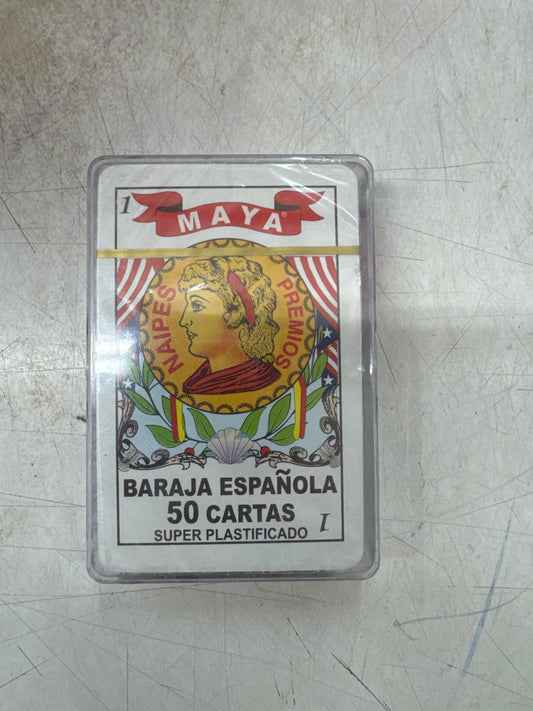 1
MAYA®
NAIPES
PREMIOS
BARAJA ESPAÑOLA
50 CARTAS
SUPER PLASTIFICADO
1